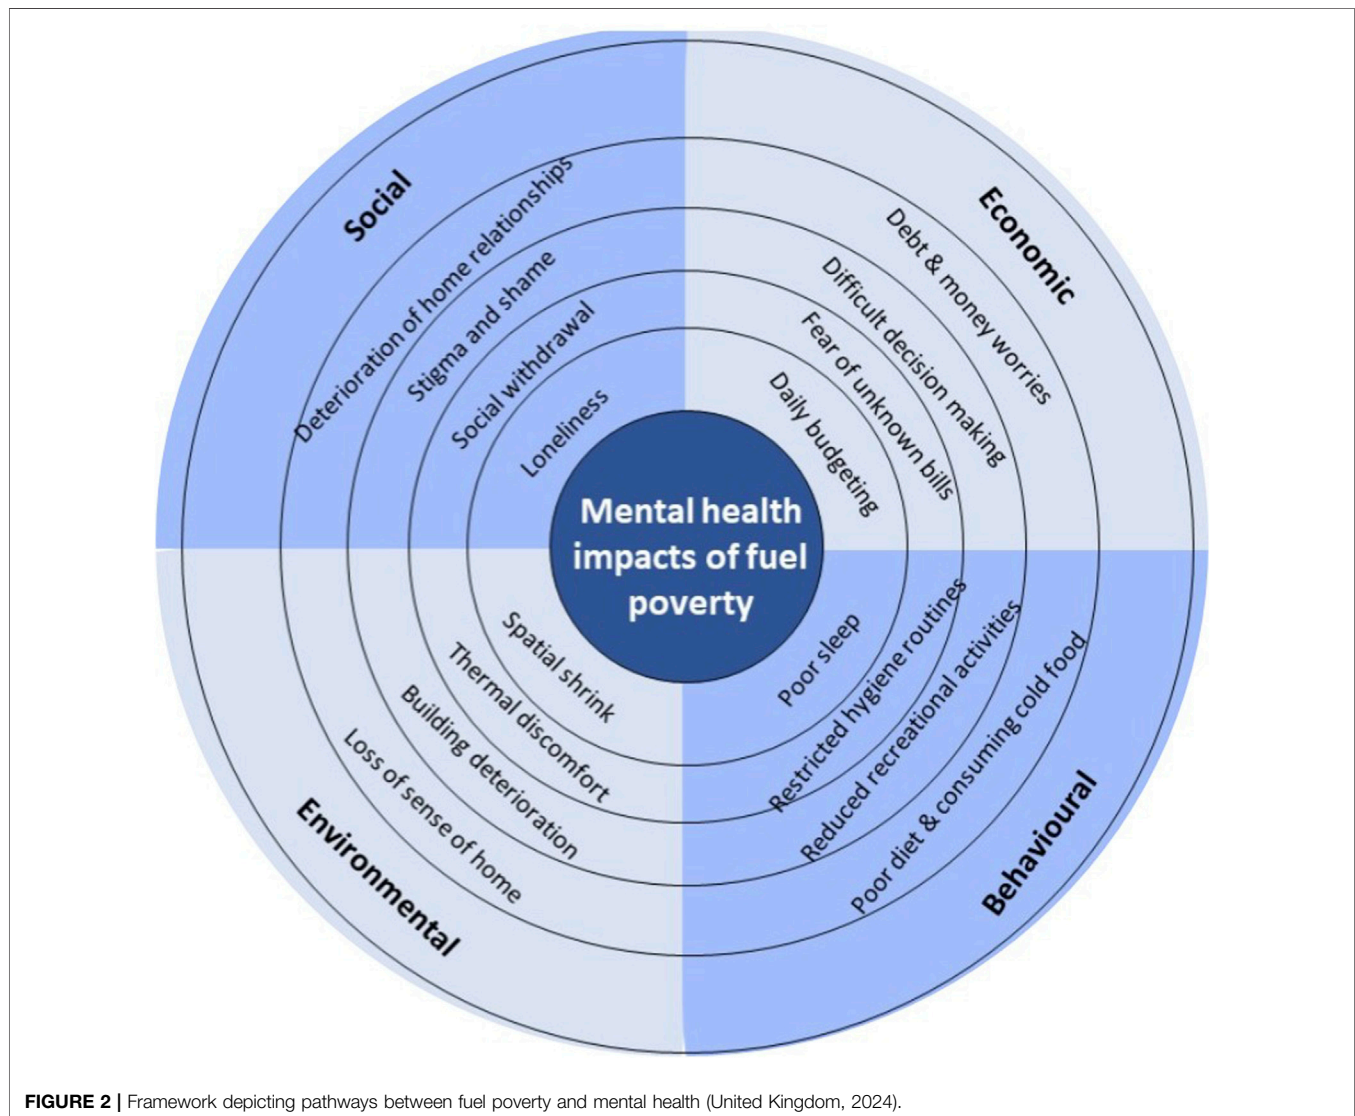 Social
Deterioration of home relationships
Stigma and shame
Social withdrawal
Loneliness
Economic
Debt & money worries
Difficult decision making
Fear of unknown bills
Daily budgeting
Mental health
impacts of fuel
poverty
Spatial shrink
Thermal discomfort
Building deterioration
Loss of sense of home
Environmental
Poor sleep
Restricted hygiene routines
Reduced recreational activities
Poor diet & consuming cold food
Behavioural
FIGURE 2 | Framework depicting pathways between fuel poverty and mental health (United Kingdom, 2024).